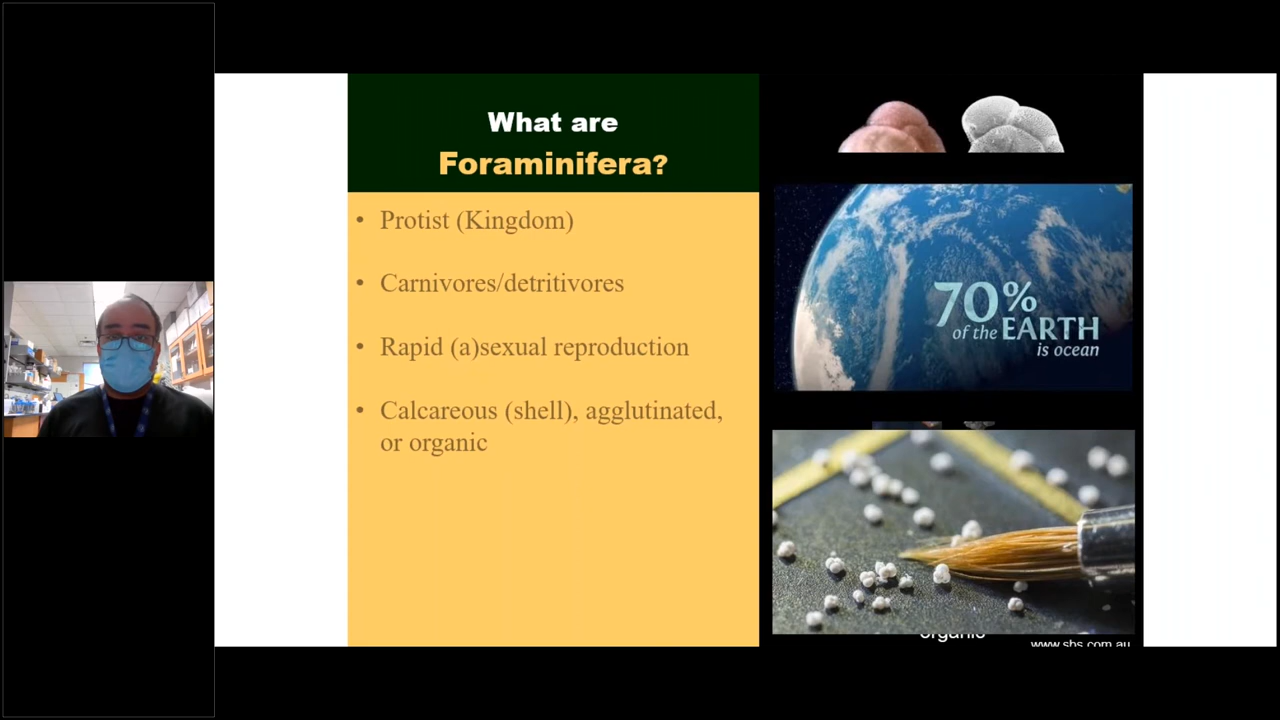 What are
Foraminifera?
• Protist (Kingdom)
• Carnivores/detritivores
• Rapid (a)sexual reproduction
• Calcareous (shell), agglutinated,
or organic
70%
of the EARTH
is ocean
organic
www.sbs.com.au